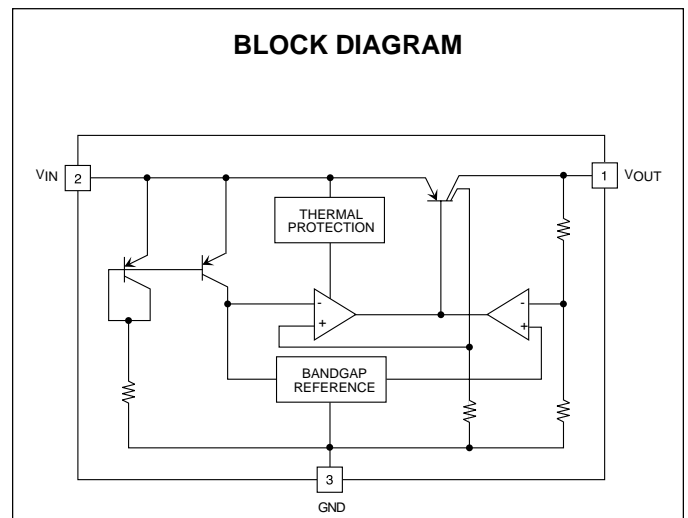 BLOCK DIAGRAM
VIN
2
1
VOUT
THERMAL
PROTECTION
-
+
-
+
BANDGAP
REFERENCE
3
GND